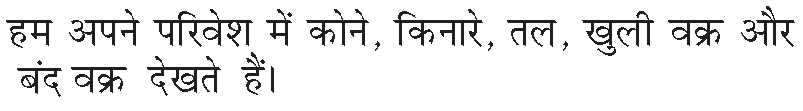 हम अपने परिवेश में कोने, किनारे, तल, खुली वक्र और
बंद वक्र देखते हैं।